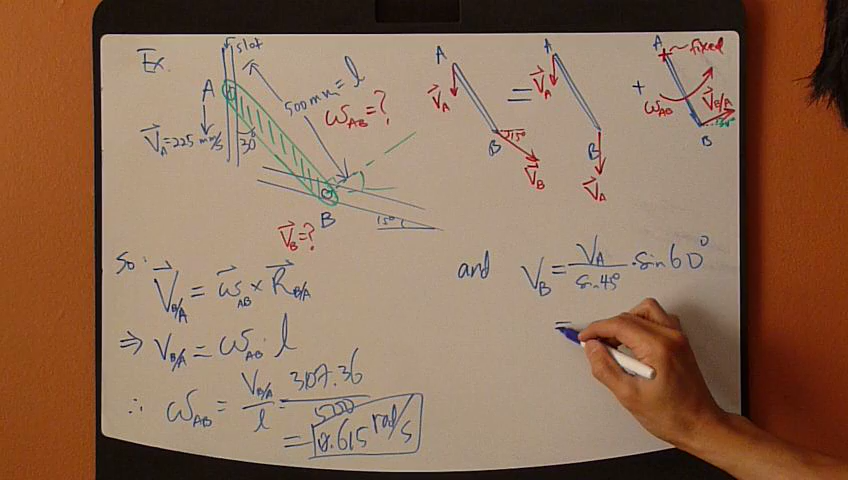 Ex.
slot
A
500mm=l
ω_AB=?
V_A=225 mm/s
30°
B
15°
V_B=?
A
V_A
B
15°
V_B
=
A
V_A
B
V_A
+
A
fixed
ω_AB
V_B/A
B
So:
V_B/A = ω_AB × R_B/A
⇒ V_B/A = ω_AB · l
∴ ω_AB = V_B/A / l = 307.36 / 500
= 0.615 rad/s
and V_B = V_A / sin 45° · sin 60°
=